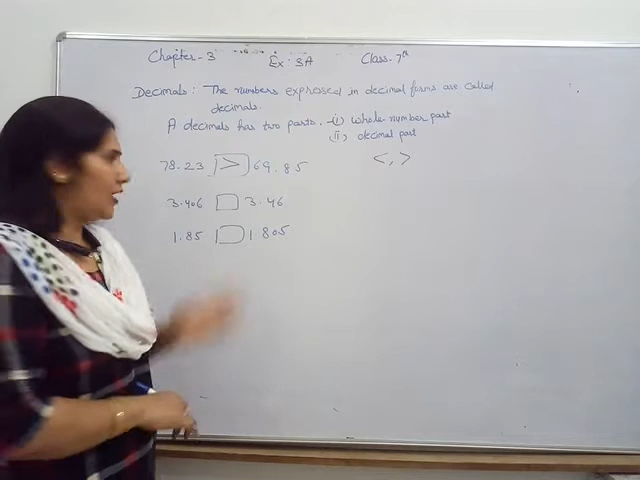 Chapter-3 Ex: 3A Class-7th
Decimals: The numbers expressed in decimal forms are called
decimals.
A decimals has two parts. -(i) whole number part
(ii) decimal part
78.23 > 69.85 <, >
3.406 3.46
1.85 1.805